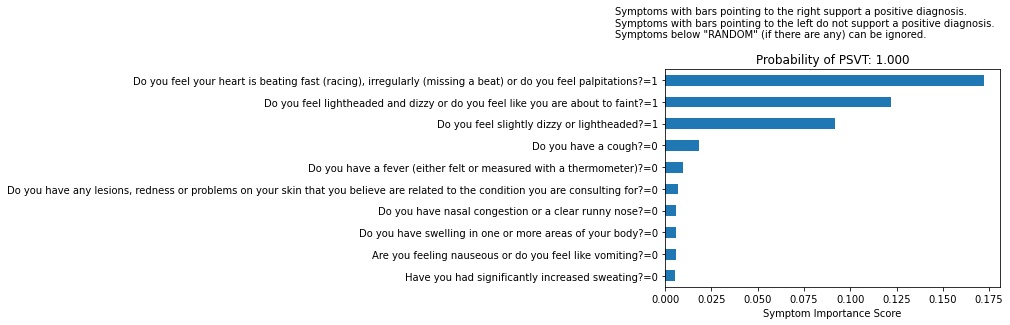 Symptoms with bars pointing to the right support a positive diagnosis.
Symptoms with bars pointing to the left do not support a positive diagnosis.
Symptoms below "RANDOM" (if there are any) can be ignored.
Probability of PSVT: 1.000
Do you feel your heart is beating fast (racing), irregularly (missing a beat) or do you feel palpitations?=1
Do you feel lightheaded and dizzy or do you feel like you are about to faint?=1
Do you feel slightly dizzy or lightheaded?=1
Do you have a cough?=0
Do you have a fever (either felt or measured with a thermometer)?=0
Do you have any lesions, redness or problems on your skin that you believe are related to the condition you are consulting for?=0
Do you have nasal congestion or a clear runny nose?=0
Do you have swelling in one or more areas of your body?=0
Are you feeling nauseous or do you feel like vomiting?=0
Have you had significantly increased sweating?=0
0.000 0.025 0.050 0.075 0.100 0.125 0.150 0.175
Symptom Importance Score